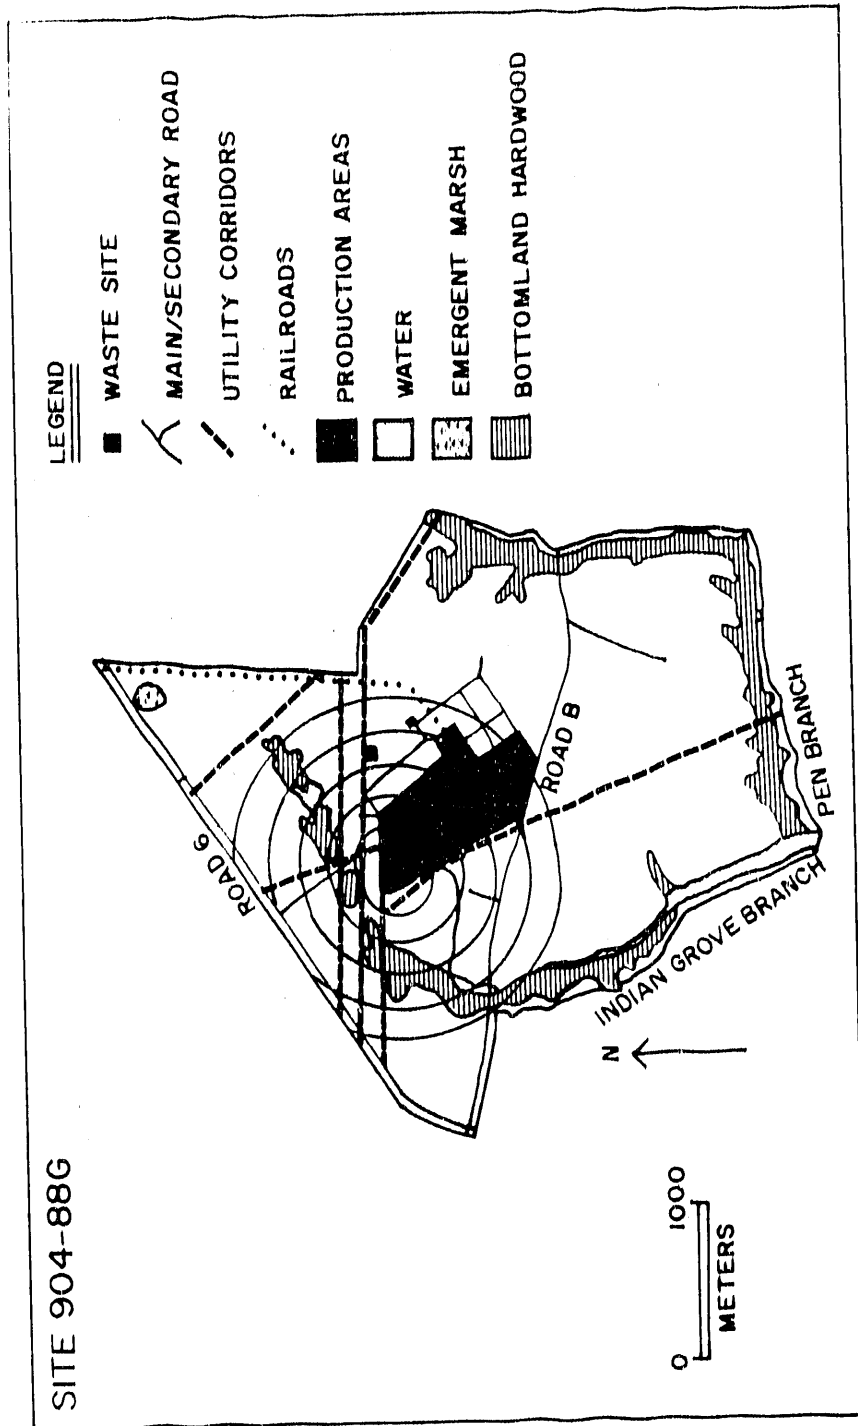 SITE 904-88G
LEGEND
WASTE SITE
MAIN/SECONDARY ROAD
UTILITY CORRIDORS
RAILROADS
PRODUCTION AREAS
WATER
EMERGENT MARSH
BOTTOMLAND HARDWOOD
ROAD 6
ROAD B
INDIAN GROVE BRANCH
PEN BRANCH
N
0 1000
METERS